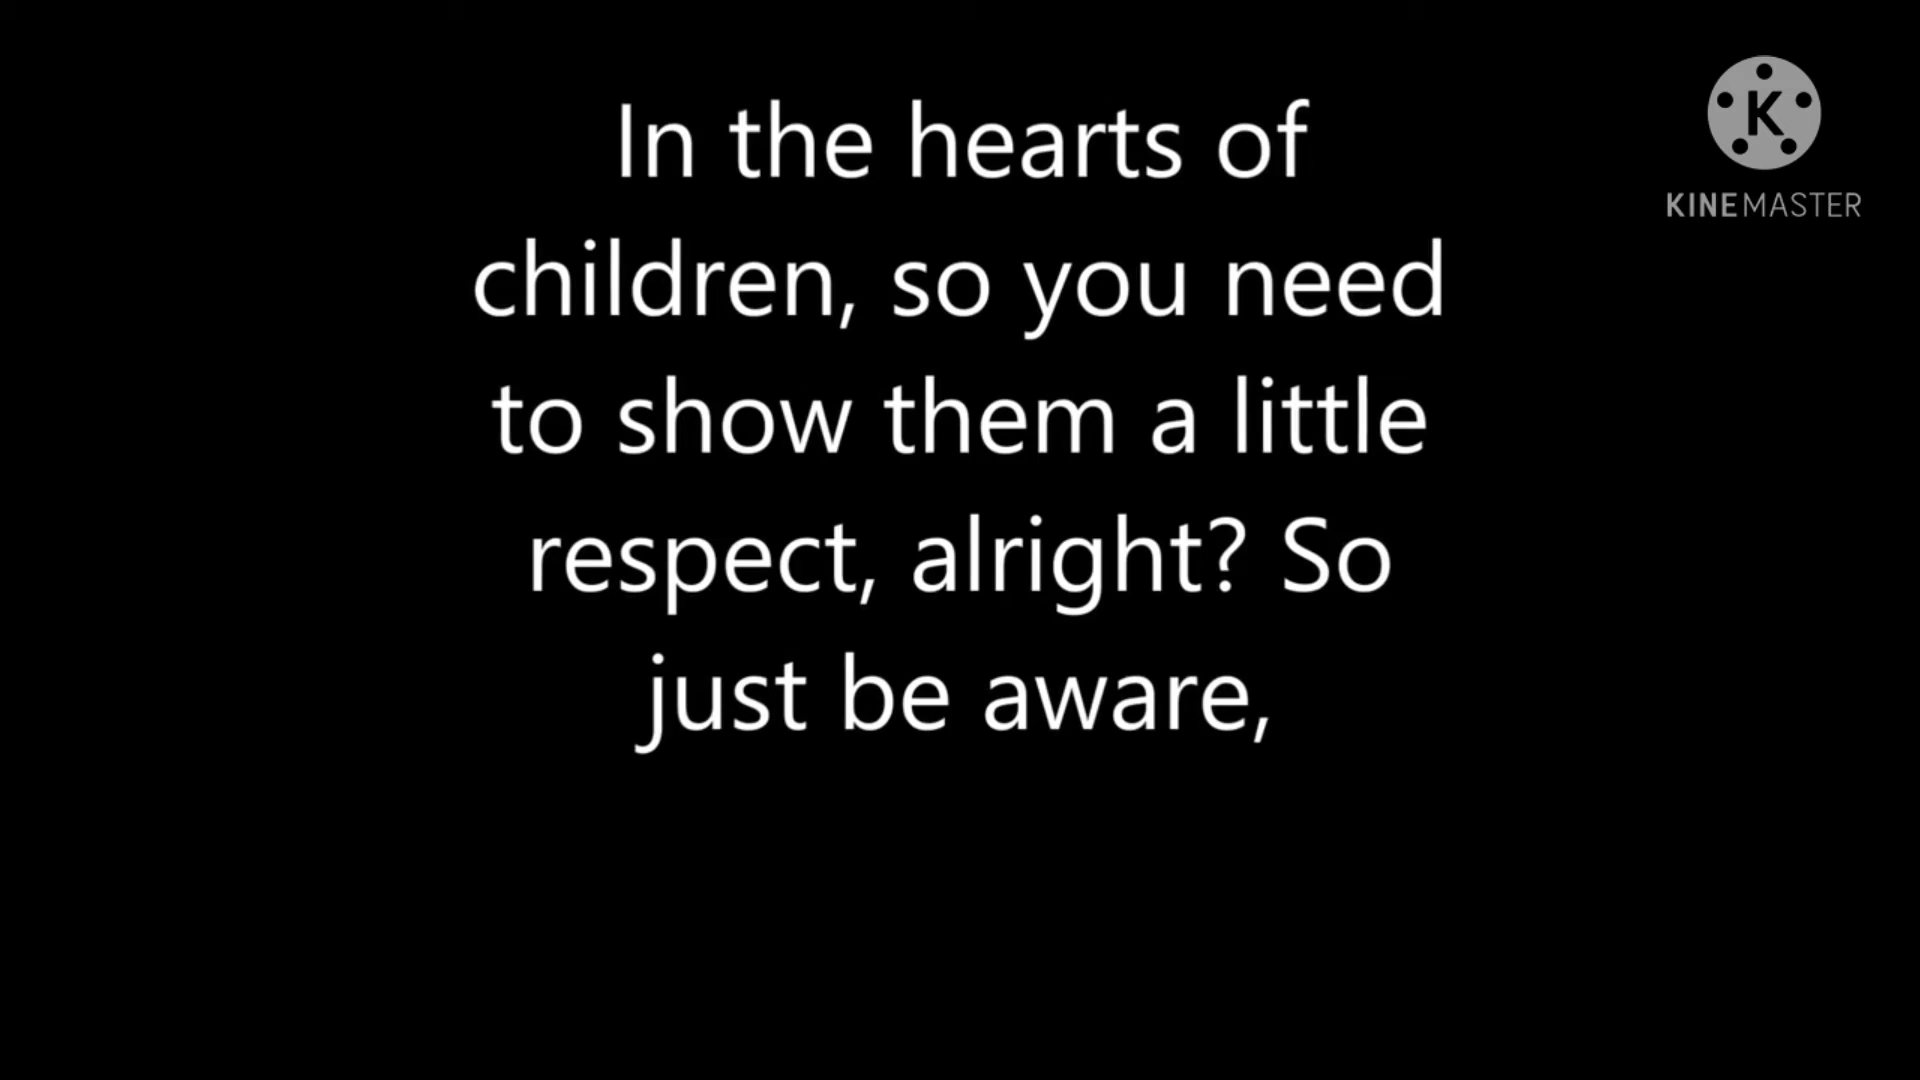 In the hearts of
children, so you need
to show them a little
respect, alright? So
just be aware,
K
KINEMASTER